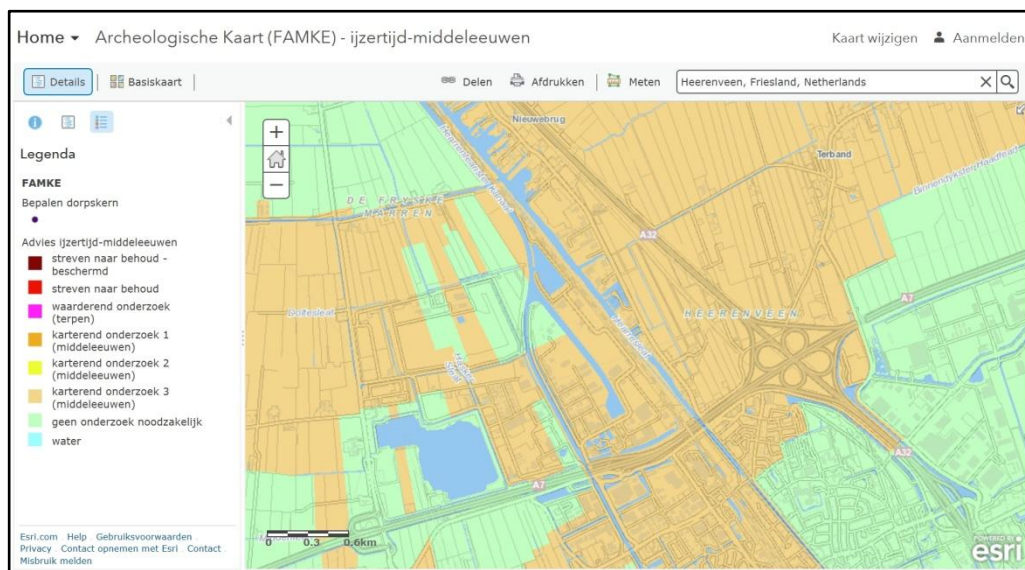 Home Archeologische Kaart (FAMKE) - ijzertijd-middeleeuwen Kaart wijzigen Aanmelden
Details Basiskaart Delen Afdrukken Meten Heerenveen, Friesland, Netherlands
Legenda
FAMKE
Bepalen dorpskern
Advies ijzertijd-middeleeuwen
streven naar behoud -
beschermd
streven naar behoud
waarderend onderzoek
(terpen)
karterend onderzoek 1
(middeleeuwen)
karterend onderzoek 2
(middeleeuwen)
karterend onderzoek 3
(middeleeuwen)
geen onderzoek noodzakelijk
water
Esri.com Help Gebruiksvoorwaarden
Privacy Contact opnemen met Esri Contact
Misbruik melden
+
−
Nieuwebrug
Terband
DE FRYSKE
MARREN
A32
A7
Doltesleat
HEERENVEEN
A32
A7
0 0.3 0.6km
POWERED BY
esri